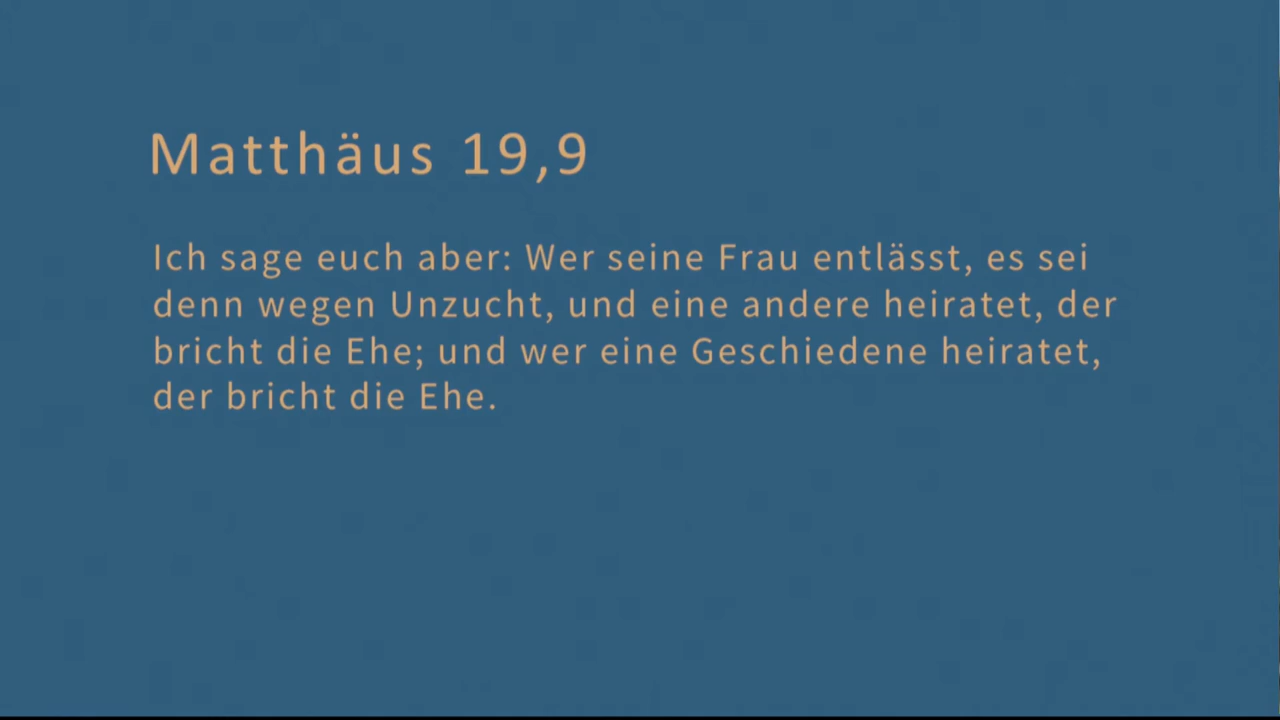 Matthäus 19,9
Ich sage euch aber: Wer seine Frau entlässt, es sei
denn wegen Unzucht, und eine andere heiratet, der
bricht die Ehe; und wer eine Geschiedene heiratet,
der bricht die Ehe.